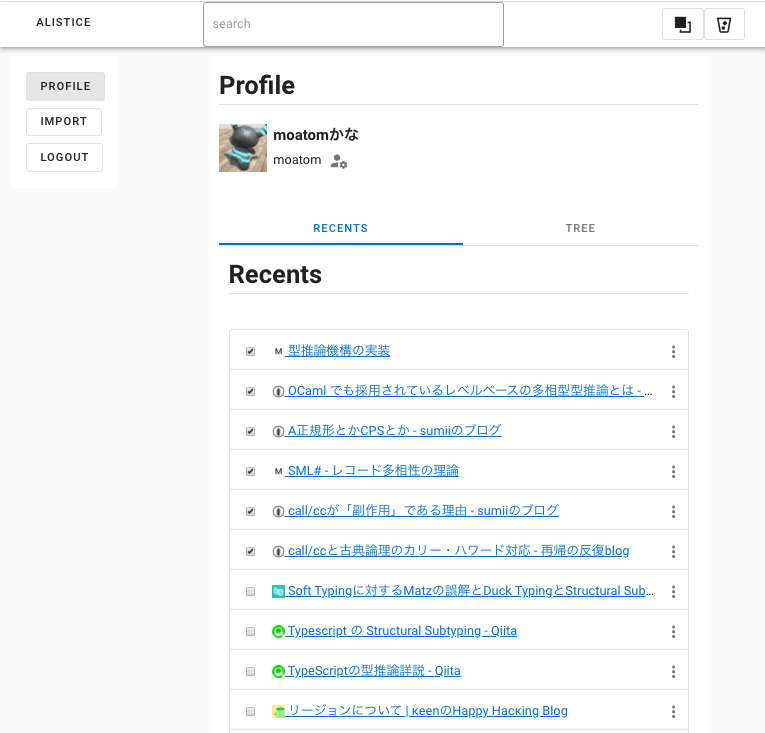 ALISTICE
search
PROFILE
IMPORT
LOGOUT
Profile
moatomかな
moatom
RECENTS
TREE
Recents
M 型推論機構の実装
OCaml でも採用されているレベルベースの多相型型推論とは - ...
A正規形とかCPSとか - sumiiのブログ
M SML# - レコード多相性の理論
call/ccが「副作用」である理由 - sumiiのブログ
call/ccと古典論理のカリー・ハワード対応 - 再帰の反復blog
Soft Typingに対するMatzの誤解とDuck TypingとStructural Sub...
Typescript の Structural Subtyping - Qiita
TypeScriptの型推論詳説 - Qiita
リージョンについて | κeenのHappy Hacκing Blog